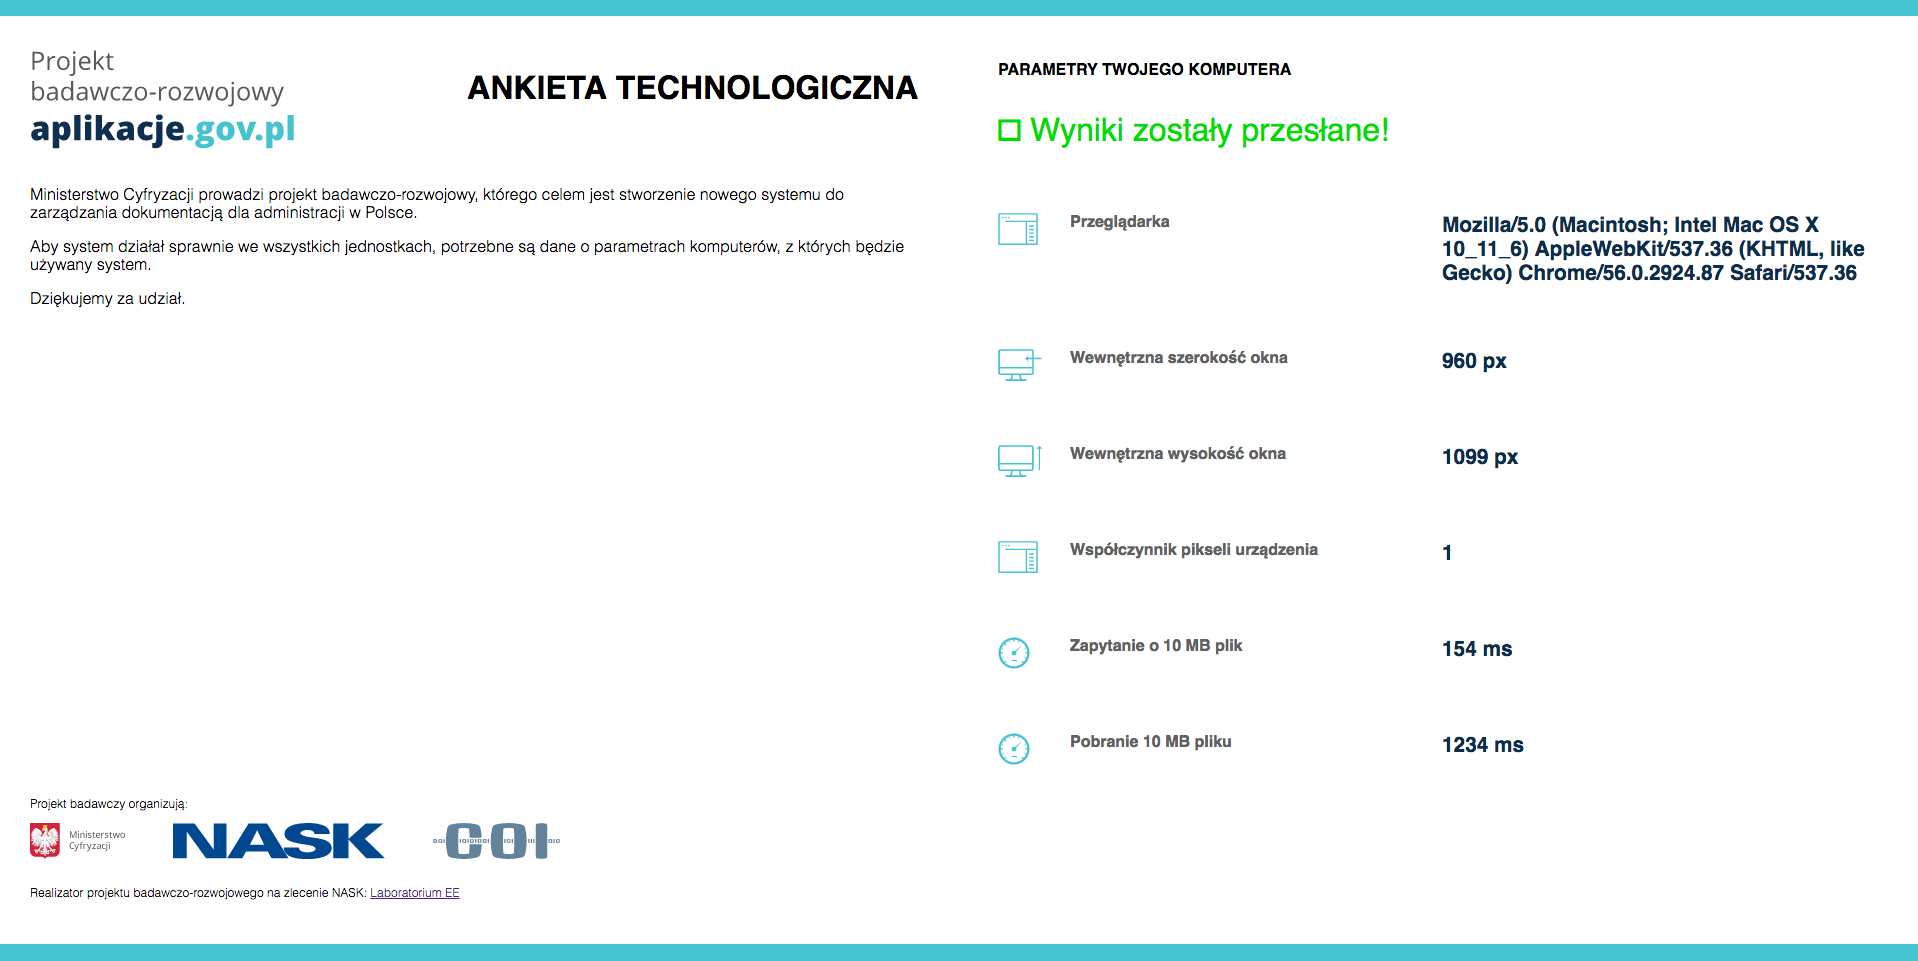 Projekt
badawczo-rozwojowy
aplikacje.gov.pl
ANKIETA TECHNOLOGICZNA
Ministerstwo Cyfryzacji prowadzi projekt badawczo-rozwojowy, którego celem jest stworzenie nowego systemu do
zarządzania dokumentacją dla administracji w Polsce.
Aby system działał sprawnie we wszystkich jednostkach, potrzebne są dane o parametrach komputerów, z których będzie
używany system.
Dziękujemy za udział.
Projekt badawczy organizują:
Ministerstwo
Cyfryzacji
NASK
COI
Realizator projektu badawczo-rozwojowego na zlecenie NASK: Laboratorium EE
PARAMETRY TWOJEGO KOMPUTERA
Wyniki zostały przesłane!
Przeglądarka
Mozilla/5.0 (Macintosh; Intel Mac OS X
10_11_6) AppleWebKit/537.36 (KHTML, like
Gecko) Chrome/56.0.2924.87 Safari/537.36
Wewnętrzna szerokość okna
960 px
Wewnętrzna wysokość okna
1099 px
Współczynnik pikseli urządzenia
1
Zapytanie o 10 MB plik
154 ms
Pobranie 10 MB pliku
1234 ms